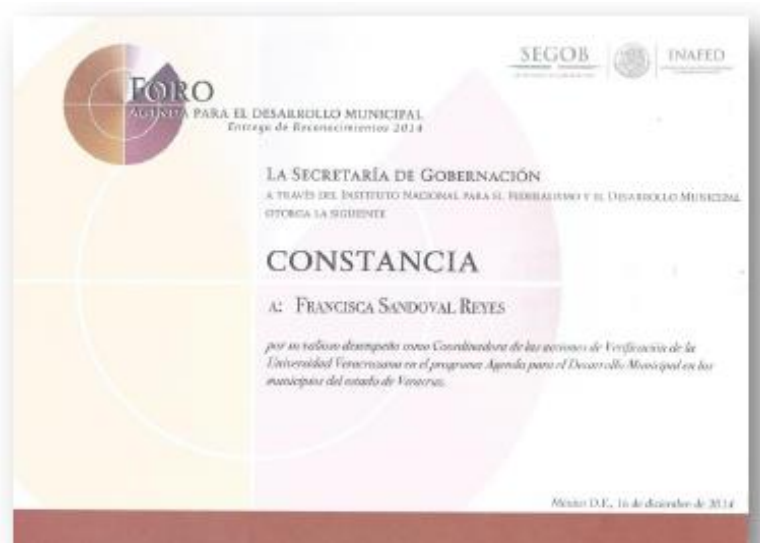 SEGOB
INAFED
FORO
AGENDA PARA EL DESARROLLO MUNICIPAL
Entrega de Reconocimientos 2014
LA SECRETARÍA DE GOBERNACIÓN
A TRAVÉS DEL INSTITUTO NACIONAL PARA EL FEDERALISMO Y EL DESARROLLO MUNICIPAL
OTORGA LA SIGUIENTE
CONSTANCIA
A: FRANCISCA SANDOVAL REYES
por su valioso desempeño como Coordinadora de las acciones de Verificación de la
Universidad Veracruzana en el programa Agenda para el Desarrollo Municipal en los
municipios del estado de Veracruz.
México D.F., 16 de diciembre de 2014